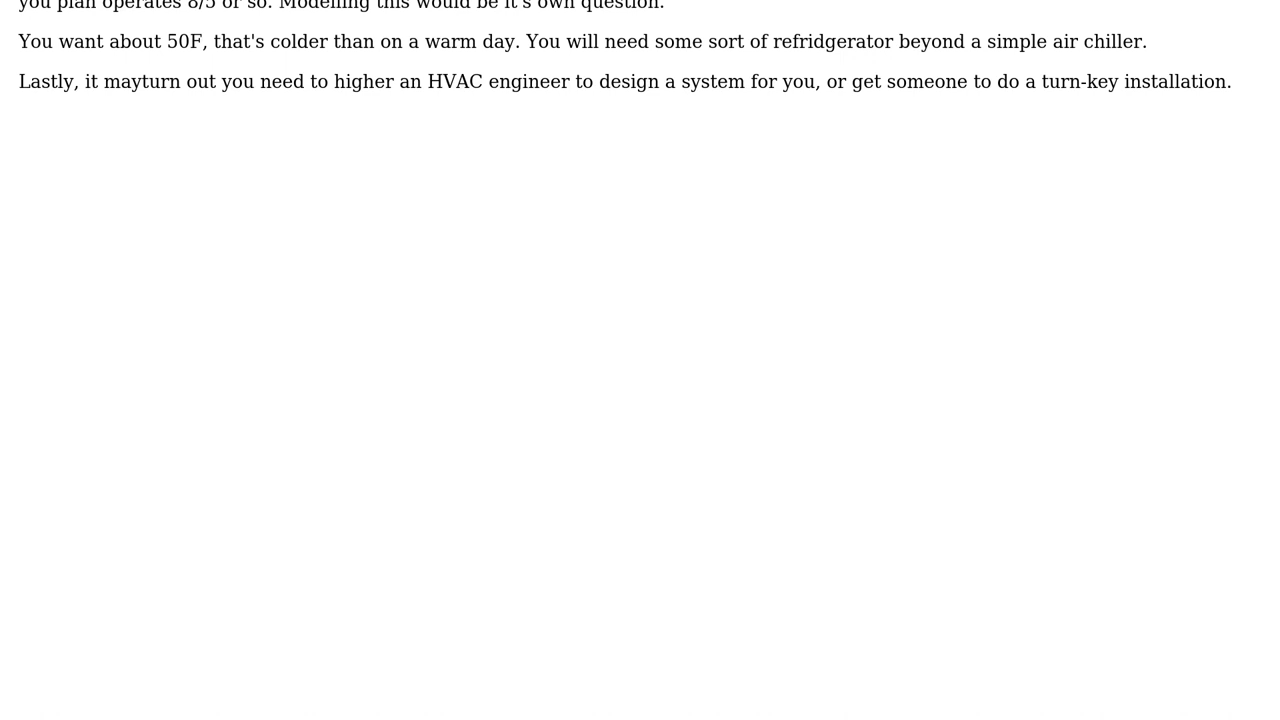 you plan operates 8/5 or so. Modelling this would be it's own question.
You want about 50F, that's colder than on a warm day. You will need some sort of refridgerator beyond a simple air chiller.
Lastly, it mayturn out you need to higher an HVAC engineer to design a system for you, or get someone to do a turn-key installation.